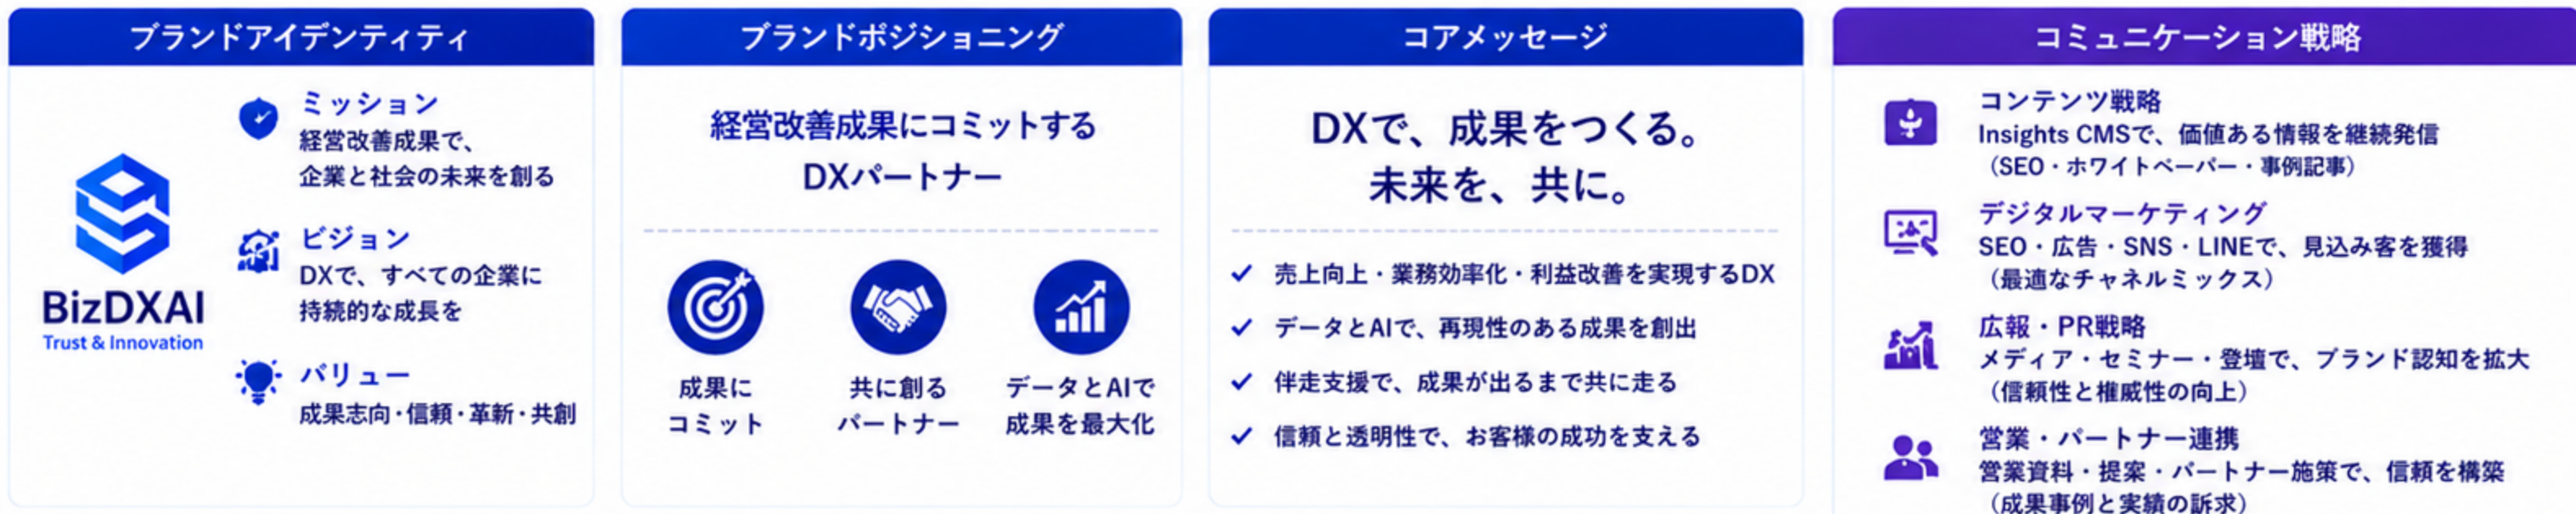 ブランドアイデンティティ
BizDXAI
Trust & Innovation
ミッション
経営改善成果で、
企業と社会の未来を創る
ビジョン
DXで、すべての企業に
持続的な成長を
バリュー
成果志向・信頼・革新・共創
ブランドポジショニング
経営改善成果にコミットする
DXパートナー
成果に
コミット
共に創る
パートナー
データとAIで
成果を最大化
コアメッセージ
DXで、成果をつくる。
未来を、共に。
売上向上・業務効率化・利益改善を実現するDX
データとAIで、再現性のある成果を創出
伴走支援で、成果が出るまで共に走る
信頼と透明性で、お客様の成功を支える
コミュニケーション戦略
コンテンツ戦略
Insights CMSで、価値ある情報を継続発信
（SEO・ホワイトペーパー・事例記事）
デジタルマーケティング
SEO・広告・SNS・LINEで、見込み客を獲得
（最適なチャネルミックス）
広報・PR戦略
メディア・セミナー・登壇で、ブランド認知を拡大
（信頼性と権威性の向上）
営業・パートナー連携
営業資料・提案・パートナー施策で、信頼を構築
（成果事例と実績の訴求）